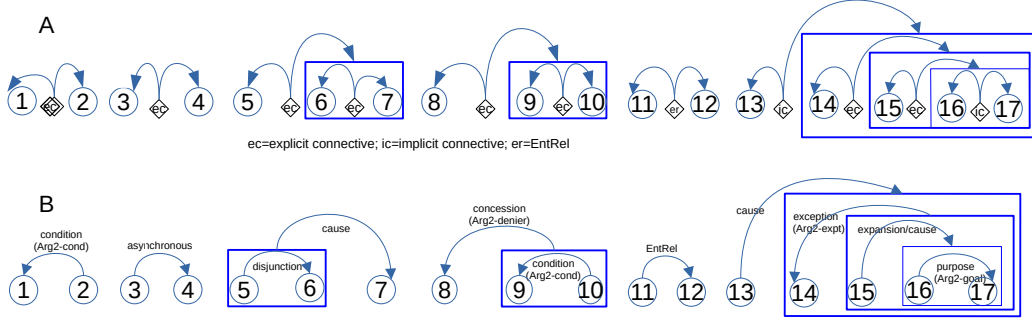 A
1 ec 2 3 ec 4 5 ec 6 ec 7 8 ec 9 ec 10 11 er 12 13 ic 14 ec 15 ec 16 ic 17
ec=explicit connective; ic=implicit connective; er=EntRel
B
condition
(Arg2-cond)
asynchronous
disjunction
cause
concession
(Arg2-denier)
condition
(Arg2-cond)
EntRel
cause
exception
(Arg2-expt)
expansion/cause
purpose
(Arg2-goal)
1 2 3 4 5 6 7 8 9 10 11 12 13 14 15 16 17